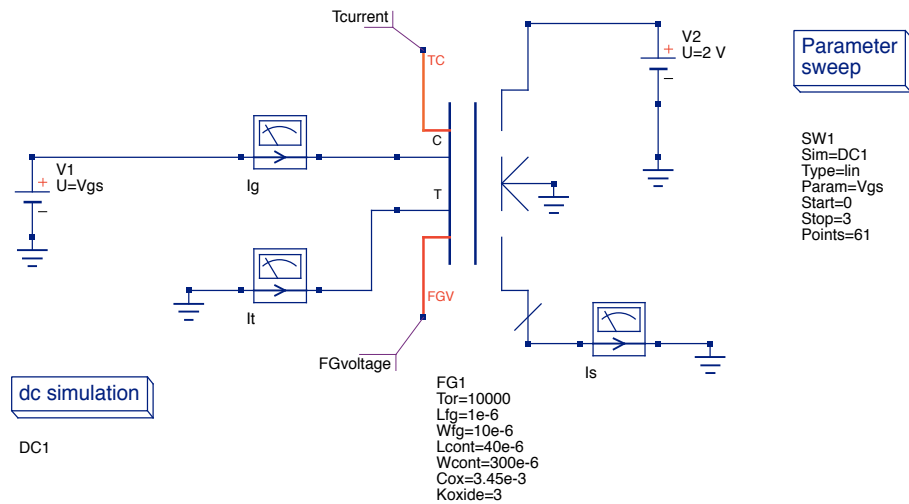 Tcurrent
V2
U=2 V
Parameter
sweep
TC
C
V1
U=Vgs
Ig
T
SW1
Sim=DC1
Type=lin
Param=Vgs
Start=0
Stop=3
Points=61
FGV
It
FGvoltage
Is
dc simulation
DC1
FG1
Tor=10000
Lfg=1e-6
Wfg=10e-6
Lcont=40e-6
Wcont=300e-6
Cox=3.45e-3
Koxide=3